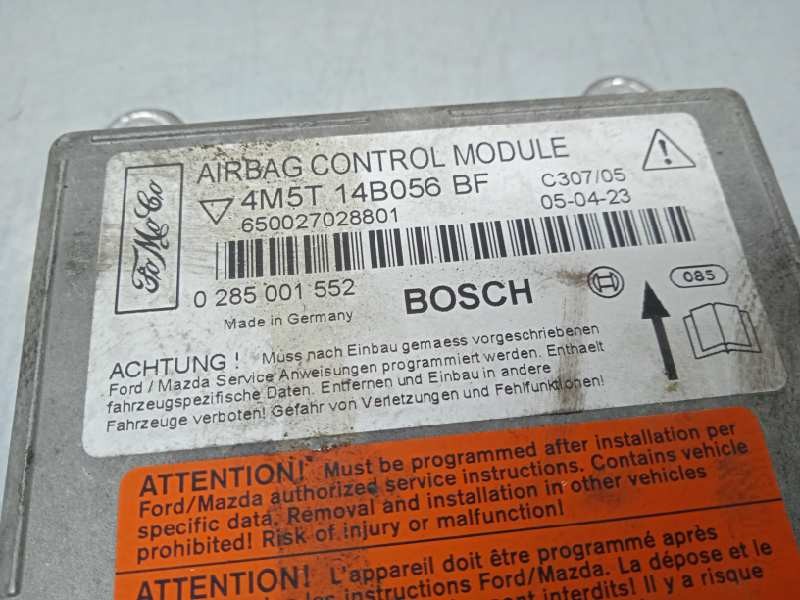 FoMoCo
AIRBAG CONTROL MODULE
4M5T 14B056 BF
C307/05
650027028801
05-04-23
0 285 001 552
BOSCH
085
Made in Germany
ACHTUNG ! Muss nach Einbau gemaess vorgeschriebenen
Ford / Mazda Service Anweisungen programmiert werden. Enthaelt
fahrzeugspezifische Daten. Entfernen und Einbau in andere
Fahrzeuge verboten! Gefahr von Verletzungen und Fehlfunktionen!
ATTENTION! Must be programmed after installation per
Ford/Mazda authorized service instructions. Contains vehicle
specific data. Removal and installation in other vehicles
prohibited! Risk of injury or malfunction!
ATTENTION! L'appareil doit être programmé après
les instructions Ford/Mazda. La dépose et le
interdits! Il y a risque